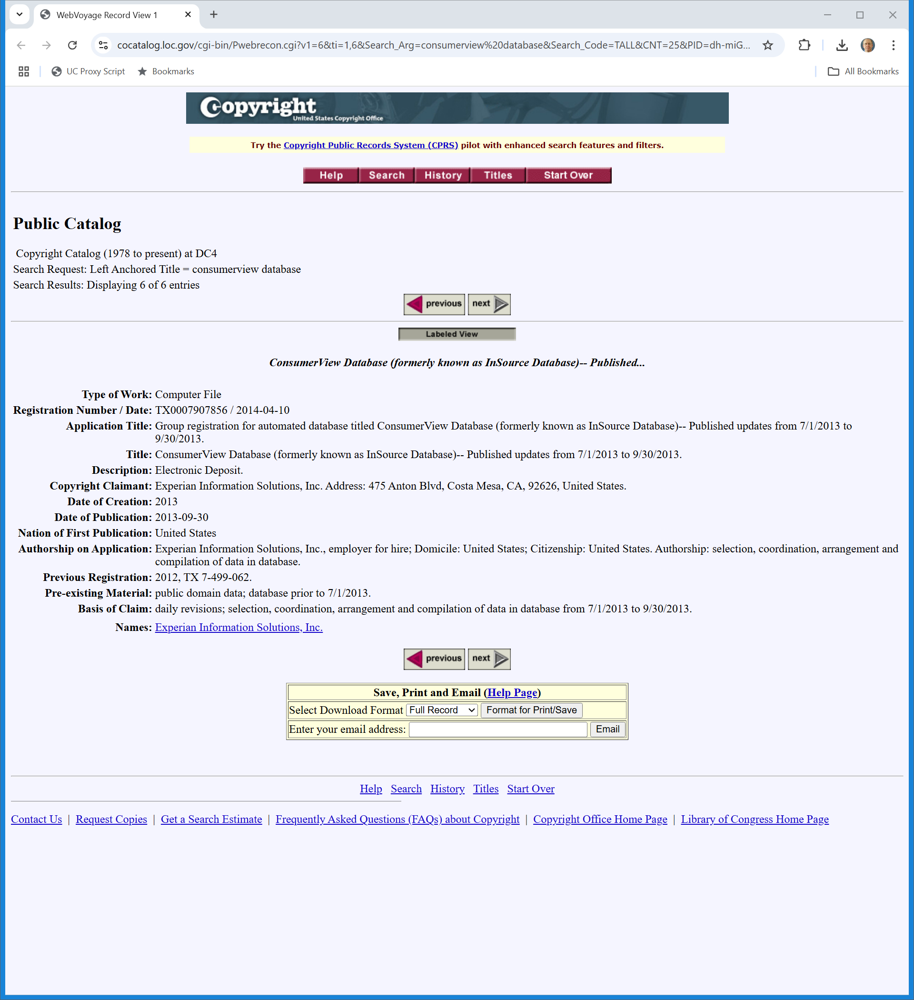 WebVoyage Record View 1
cocatalog.loc.gov/cgi-bin/Pwebrecon.cgi?v1=6&ti=1,6&Search_Arg=consumerview%20database&Search_Code=TALL&CNT=25&PID=dh-miG...
UC Proxy Script Bookmarks All Bookmarks
Copyright
United States Copyright Office
Try the Copyright Public Records System (CPRS) pilot with enhanced search features and filters.
Help Search History Titles Start Over
Public Catalog
Copyright Catalog (1978 to present) at DC4
Search Request: Left Anchored Title = consumerview database
Search Results: Displaying 6 of 6 entries
previous next
Labeled View
ConsumerView Database (formerly known as InSource Database)-- Published...
Type of Work: Computer File
Registration Number / Date: TX0007907856 / 2014-04-10
Application Title: Group registration for automated database titled ConsumerView Database (formerly known as InSource Database)-- Published updates from 7/1/2013 to
9/30/2013.
Title: ConsumerView Database (formerly known as InSource Database)-- Published updates from 7/1/2013 to 9/30/2013.
Description: Electronic Deposit.
Copyright Claimant: Experian Information Solutions, Inc. Address: 475 Anton Blvd, Costa Mesa, CA, 92626, United States.
Date of Creation: 2013
Date of Publication: 2013-09-30
Nation of First Publication: United States
Authorship on Application: Experian Information Solutions, Inc., employer for hire; Domicile: United States; Citizenship: United States. Authorship: selection, coordination, arrangement and
compilation of data in database.
Previous Registration: 2012, TX 7-499-062.
Pre-existing Material: public domain data; database prior to 7/1/2013.
Basis of Claim: daily revisions; selection, coordination, arrangement and compilation of data in database from 7/1/2013 to 9/30/2013.
Names: Experian Information Solutions, Inc.
previous next
Save, Print and Email (Help Page)
Select Download Format Full Record Format for Print/Save
Enter your email address: Email
Help Search History Titles Start Over
Contact Us | Request Copies | Get a Search Estimate | Frequently Asked Questions (FAQs) about Copyright | Copyright Office Home Page | Library of Congress Home Page